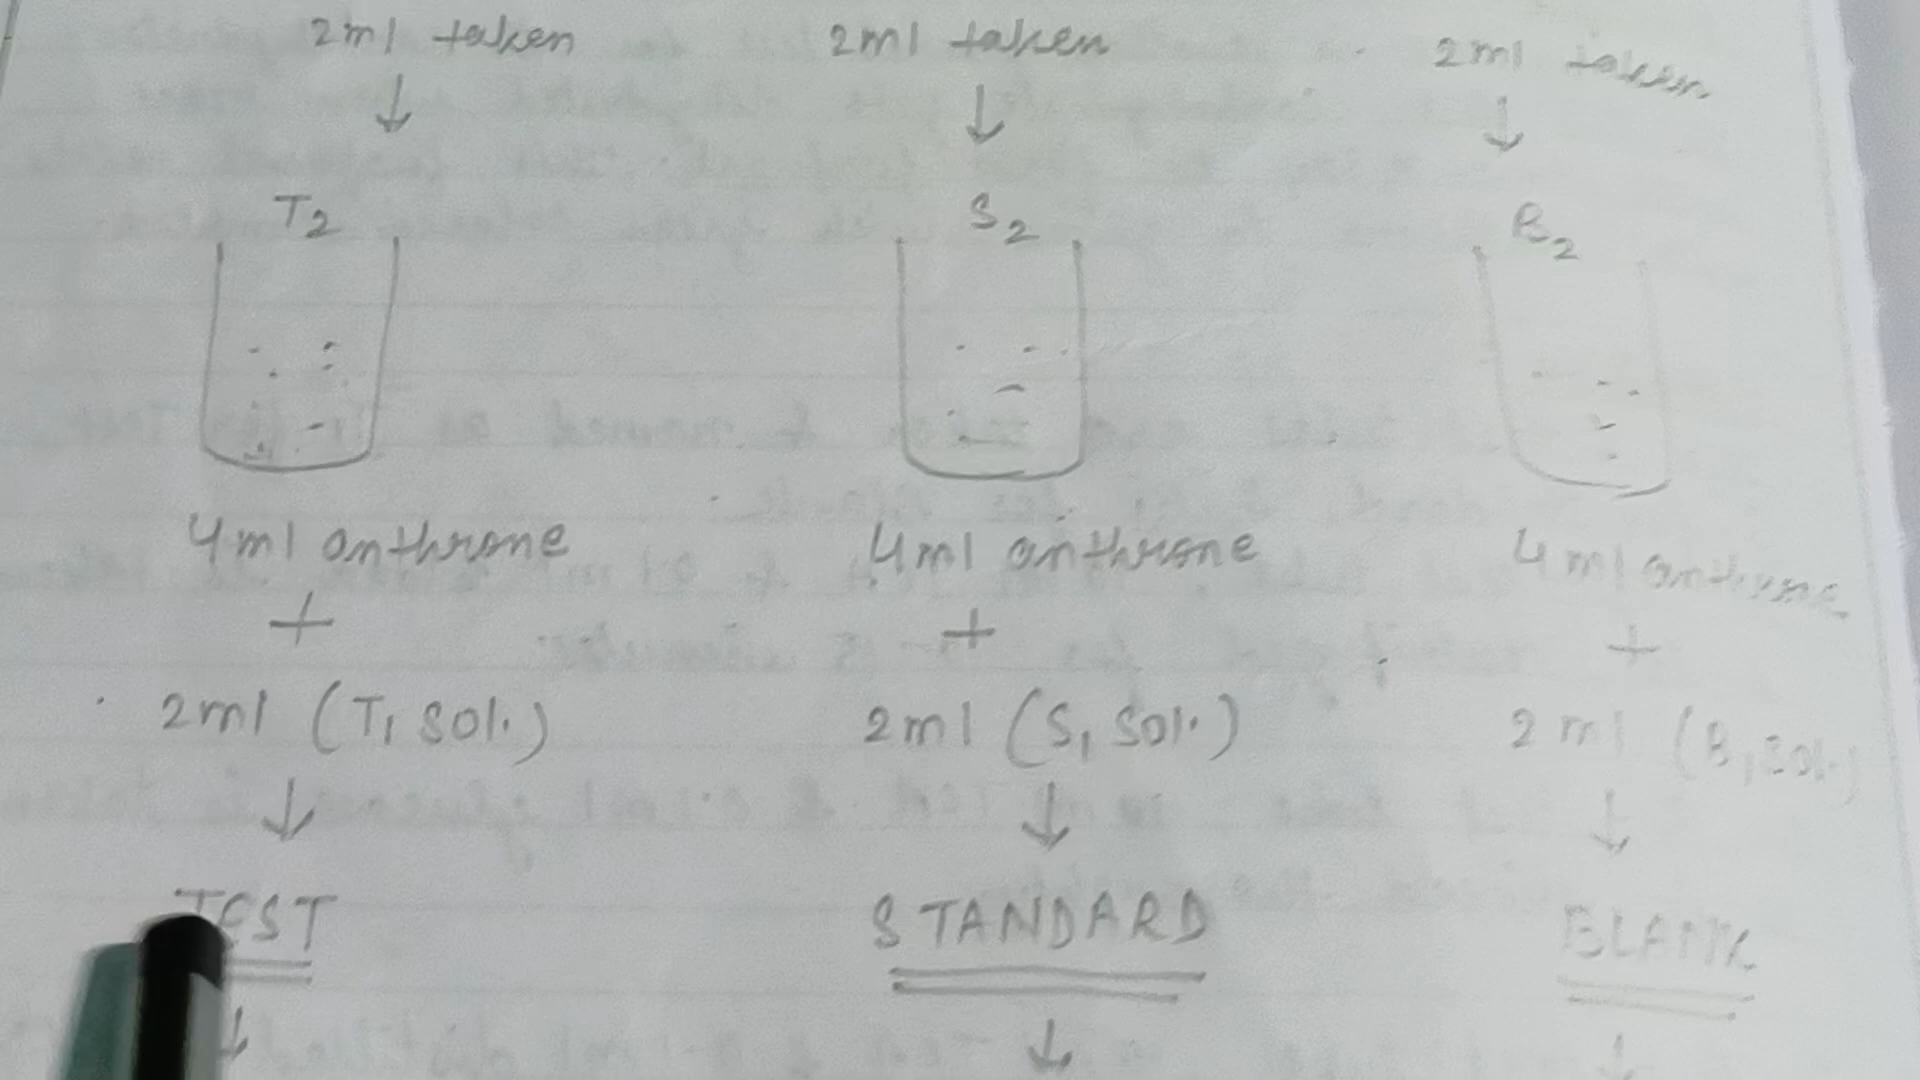 2ml taken 2ml taken 2ml taken
T2 S2 B2
4ml anthrone 4ml anthrone 4ml anthrone
+ + +
2ml (T1 Sol.) 2ml (S1 Sol.) 2ml (B1 Sol.)
TEST STANDARD BLANK